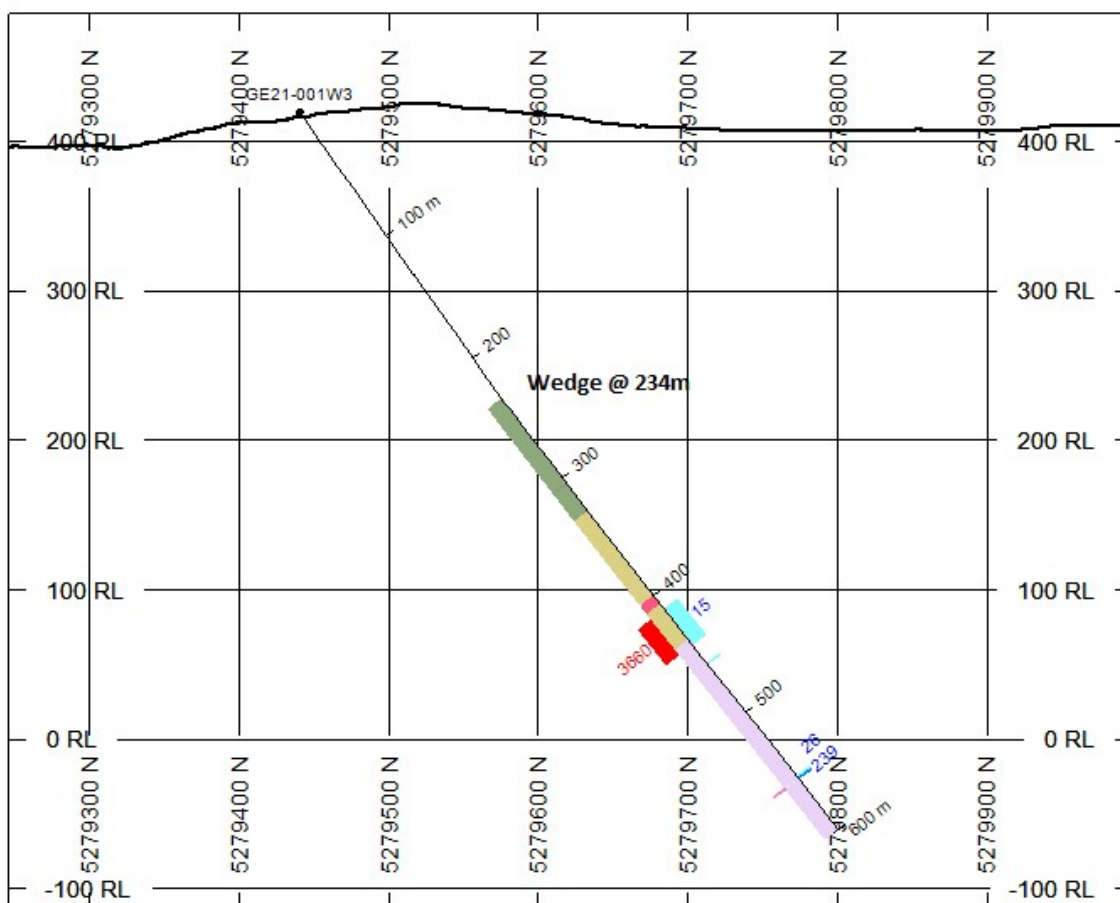 5279300 N
5279400 N
5279500 N
5279600 N
5279700 N
5279800 N
5279900 N
GE21-001W3
400 RL
400 RL
100 m
300 RL
300 RL
200
Wedge @ 234m
200 RL
200 RL
300
100 RL
400
100 RL
15
3660
500
0 RL
26
239
0 RL
600 m
5279300 N
5279400 N
5279500 N
5279600 N
5279700 N
5279800 N
5279900 N
-100 RL
-100 RL